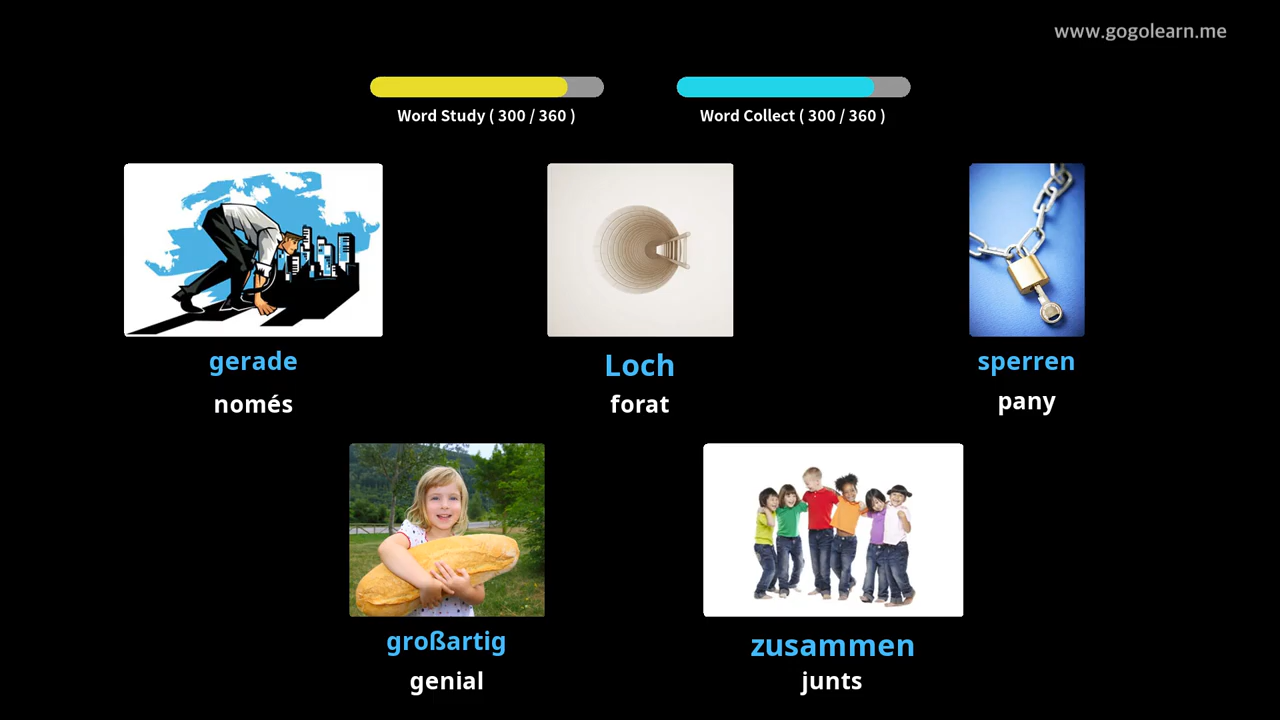 www.gogolearn.me
Word Study ( 300 / 360 )
Word Collect ( 300 / 360 )
gerade
només
Loch
forat
sperren
pany
großartig
genial
zusammen
junts